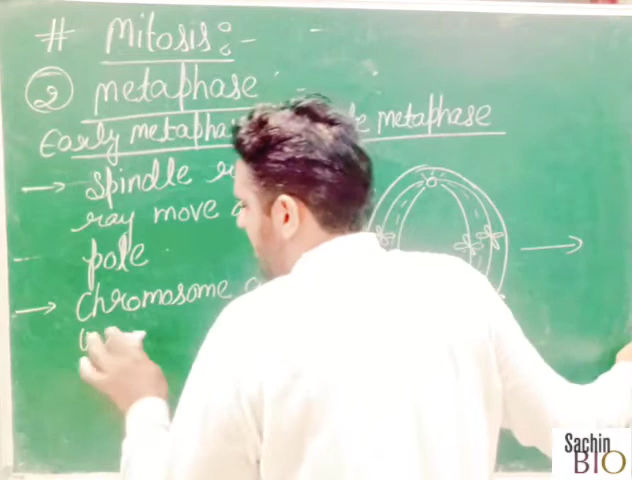 # Mitosis:-
② metaphase
Early metapha metaphase
→ spindle
ray move
pole
→ chromosome
Sachin
BIO